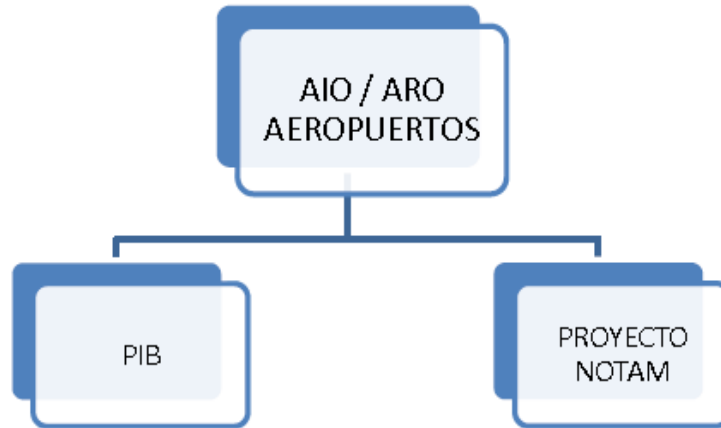 AIO / ARO
AEROPUERTOS
PIB
PROYECTO
NOTAM